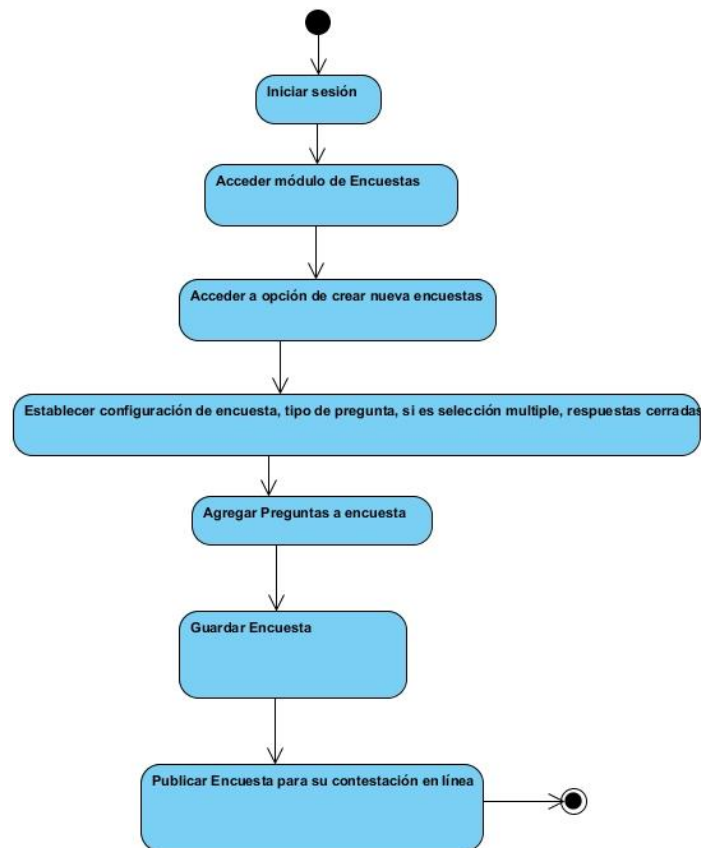 Iniciar sesión
Acceder módulo de Encuestas
Acceder a opción de crear nueva encuestas
Establecer configuración de encuesta, tipo de pregunta, si es selección multiple, respuestas cerradas
Agregar Preguntas a encuesta
Guardar Encuesta
Publicar Encuesta para su contestación en línea